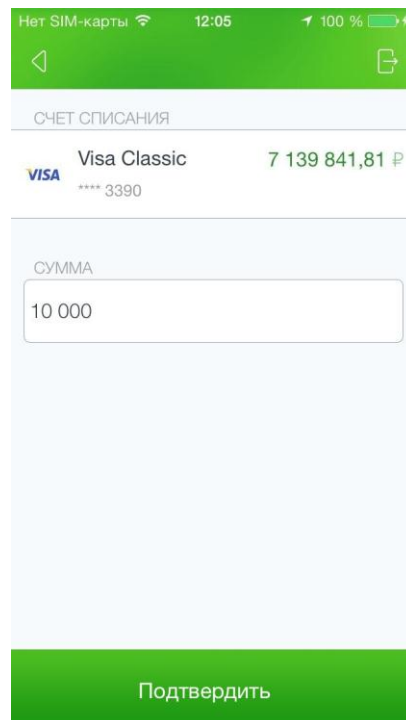 Нет SIM-карты 12:05 100 %
СЧЕТ СПИСАНИЯ
VISA Visa Classic 7 139 841,81 ₽
**** 3390
СУММА
10 000
Подтвердить